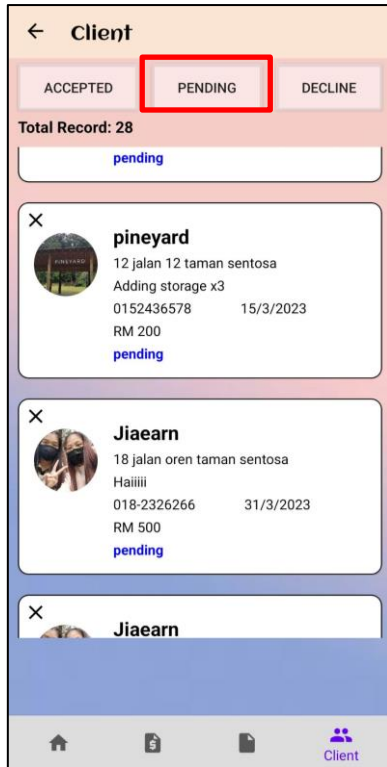 Client
ACCEPTED PENDING DECLINE
Total Record: 28
pending
pineyard
12 jalan 12 taman sentosa
Adding storage x3
0152436578 15/3/2023
RM 200
pending
Jiaearn
18 jalan oren taman sentosa
Haiiiii
018-2326266 31/3/2023
RM 500
pending
Jiaearn
Client